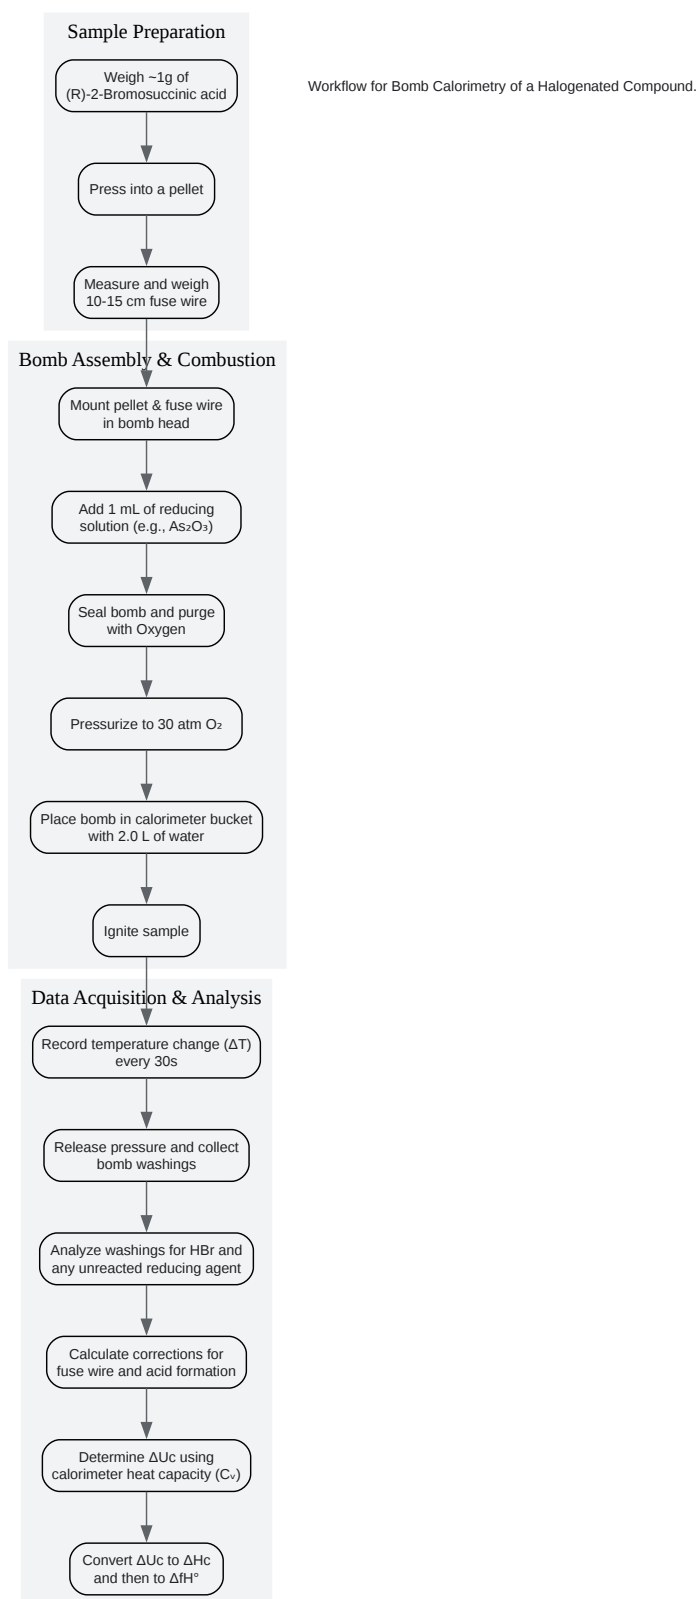 Sample Preparation
Weigh ~1g of
(R)-2-Bromosuccinic acid
Workflow for Bomb Calorimetry of a Halogenated Compound.
Press into a pellet
Measure and weigh
10-15 cm fuse wire
Bomb Assembly & Combustion
Mount pellet & fuse wire
in bomb head
Add 1 mL of reducing
solution (e.g., As₂O₃)
Seal bomb and purge
with Oxygen
Pressurize to 30 atm O₂
Place bomb in calorimeter bucket
with 2.0 L of water
Ignite sample
Data Acquisition & Analysis
Record temperature change (ΔT)
every 30s
Release pressure and collect
bomb washings
Analyze washings for HBr and
any unreacted reducing agent
Calculate corrections for
fuse wire and acid formation
Determine ΔUc using
calorimeter heat capacity (Cᵥ)
Convert ΔUc to ΔHc
and then to ΔfH°